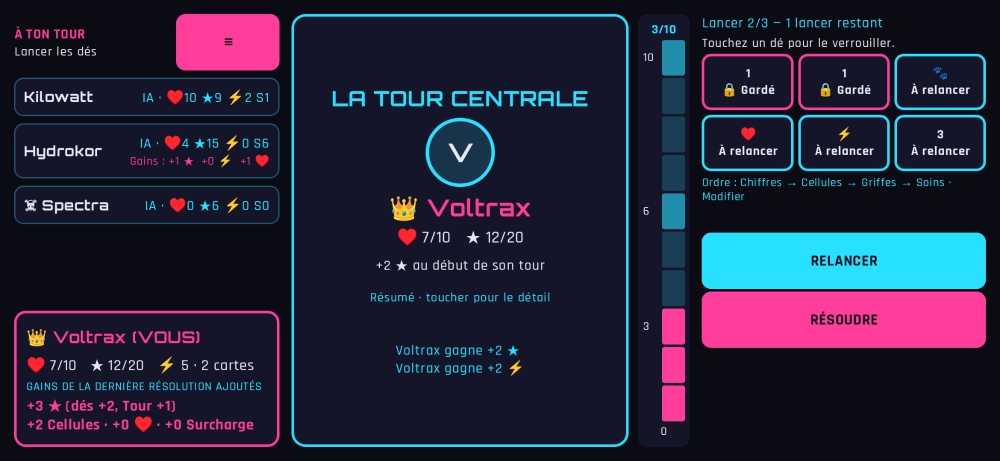 À TON TOUR
Lancer les dés
≡
Kilowatt IA · ❤️10 ★9 ⚡2 S1
Hydrokor IA · ❤️4 ★15 ⚡0 S6
Gains : +1 ★ +0 ⚡ +1 ❤️
☠ Spectra IA · ❤️0 ★6 ⚡0 S0
👑 Voltrax (VOUS)
❤️ 7/10 ★ 12/20 ⚡ 5 · 2 cartes
GAINS DE LA DERNIÈRE RÉSOLUTION AJOUTÉS
+3 ★ (dés +2, Tour +1)
+2 Cellules · +0 ❤️ · +0 Surcharge
LA TOUR CENTRALE
V
👑 Voltrax
❤️ 7/10 ★ 12/20
+2 ★ au début de son tour
Résumé · toucher pour le détail
Voltrax gagne +2 ★
Voltrax gagne +2 ⚡
3/10
10
6
3
0
Lancer 2/3 — 1 lancer restant
Touchez un dé pour le verrouiller.
1
🔒 Gardé
1
🔒 Gardé
🐾
À relancer
❤️
À relancer
⚡
À relancer
3
À relancer
Ordre : Chiffres → Cellules → Griffes → Soins ·
Modifier
RELANCER
RÉSOUDRE